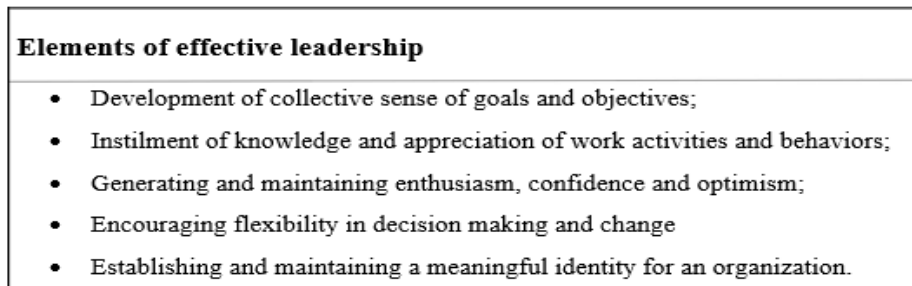 Elements of effective leadership
• Development of collective sense of goals and objectives;
• Instilment of knowledge and appreciation of work activities and behaviors;
• Generating and maintaining enthusiasm, confidence and optimism;
• Encouraging flexibility in decision making and change
• Establishing and maintaining a meaningful identity for an organization.